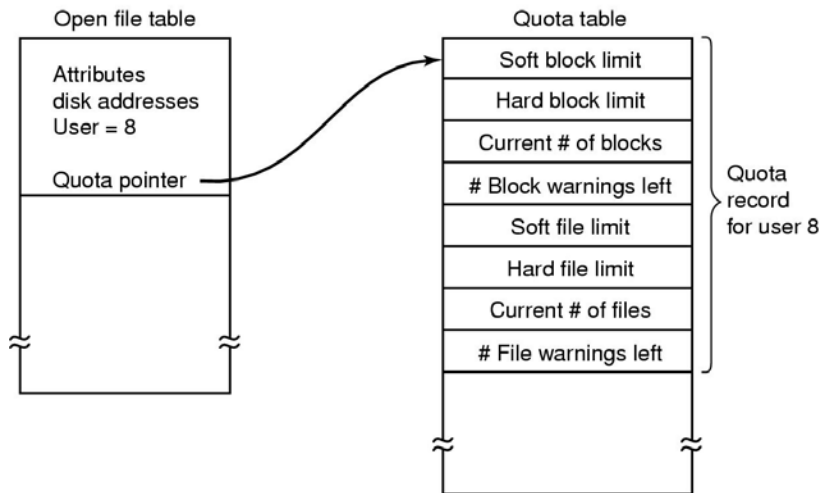 Open file table
Attributes
disk addresses
User = 8
Quota pointer
Quota table
Soft block limit
Hard block limit
Current # of blocks
# Block warnings left
Soft file limit
Hard file limit
Current # of files
# File warnings left
Quota
record
for user 8